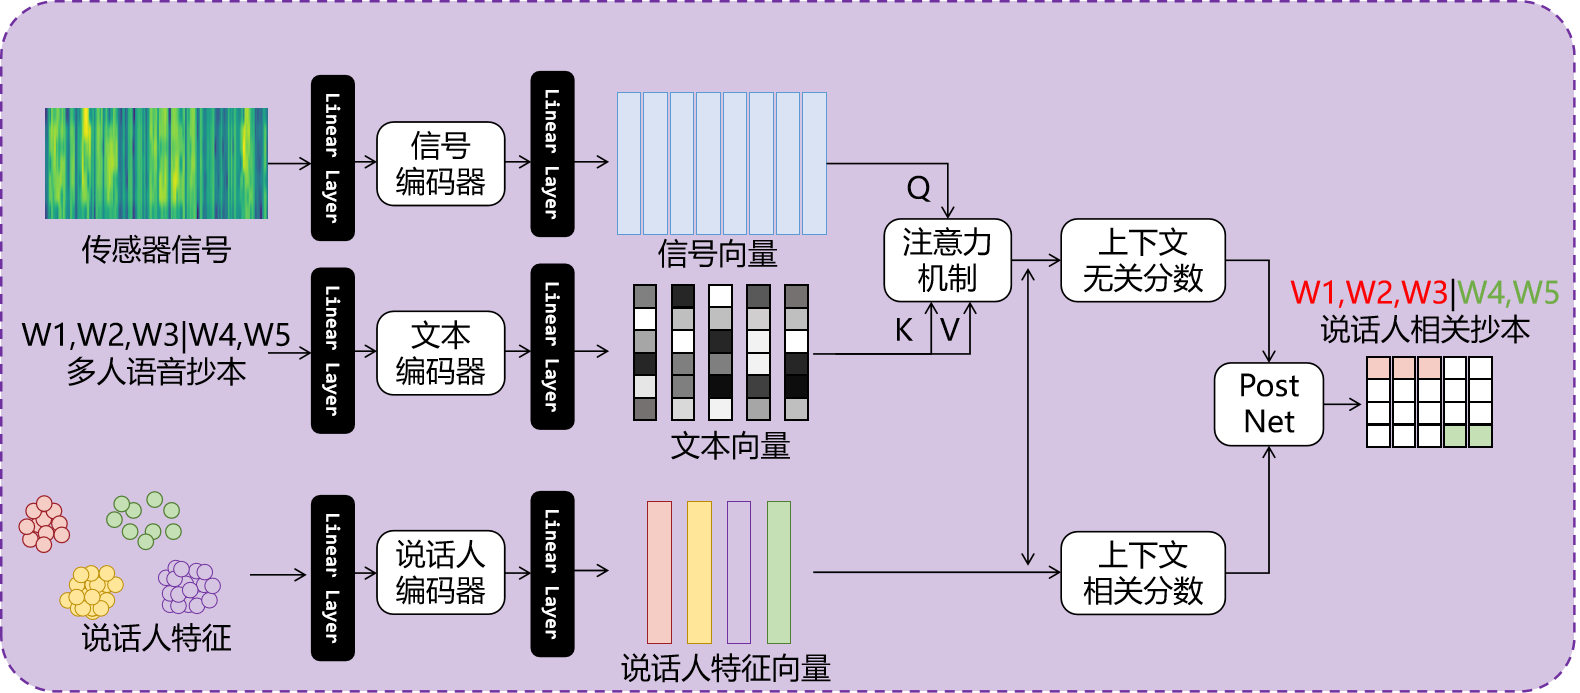 Linear Layer
信号
编码器
Linear Layer
传感器信号
信号向量
Q
注意力
机制
上下文
无关分数
W1,W2,W3|W4,W5
多人语音抄本
Linear Layer
文本
编码器
Linear Layer
文本向量
K
V
W1,W2,W3|W4,W5
说话人相关抄本
Post
Net
说话人特征
Linear Layer
说话人
编码器
Linear Layer
说话人特征向量
上下文
相关分数